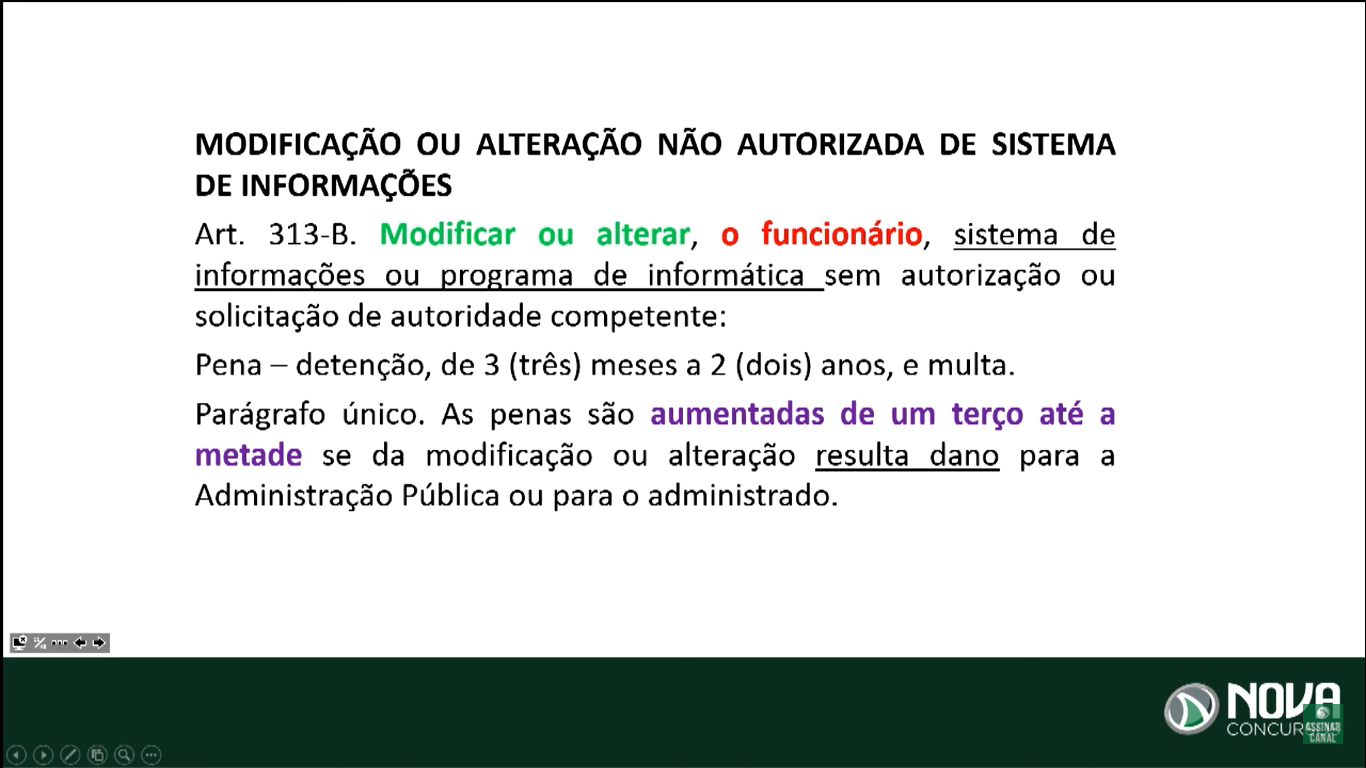 MODIFICAÇÃO OU ALTERAÇÃO NÃO AUTORIZADA DE SISTEMA
DE INFORMAÇÕES
Art. 313-B. Modificar ou alterar, o funcionário, sistema de
informações ou programa de informática sem autorização ou
solicitação de autoridade competente:
Pena – detenção, de 3 (três) meses a 2 (dois) anos, e multa.
Parágrafo único. As penas são aumentadas de um terço até a
metade se da modificação ou alteração resulta dano para a
Administração Pública ou para o administrado.
NOVA
ASSINAR
CANAL